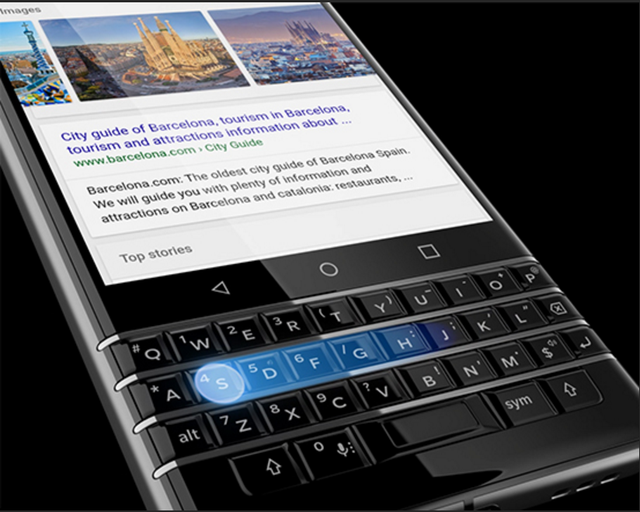 Images
City guide of Barcelona, tourism in Barcelona,
tourism and attractions information about ...
www.barcelona.com › City Guide
Barcelona.com: The oldest city guide of Barcelona Spain.
We will guide you with plenty of information and
attractions on Barcelona and catalonia: restaurants, ...
Top stories
# Q 1 W 2 E 3 R ( T ) Y _ U - I + O @ P
* A 4 S 5 D 6 F / G : H ; J ' K " L
alt 7 Z 8 X 9 C ? V ! B , N . M $
0 sym